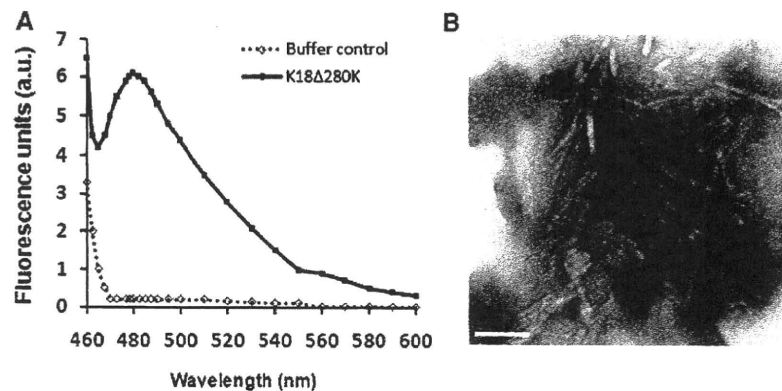 A
B
Fluorescence units (a.u.)
7
6
5
4
3
2
1
0
Buffer control
K18Δ280K
460 480 500 520 540 560 580 600
Wavelength (nm)